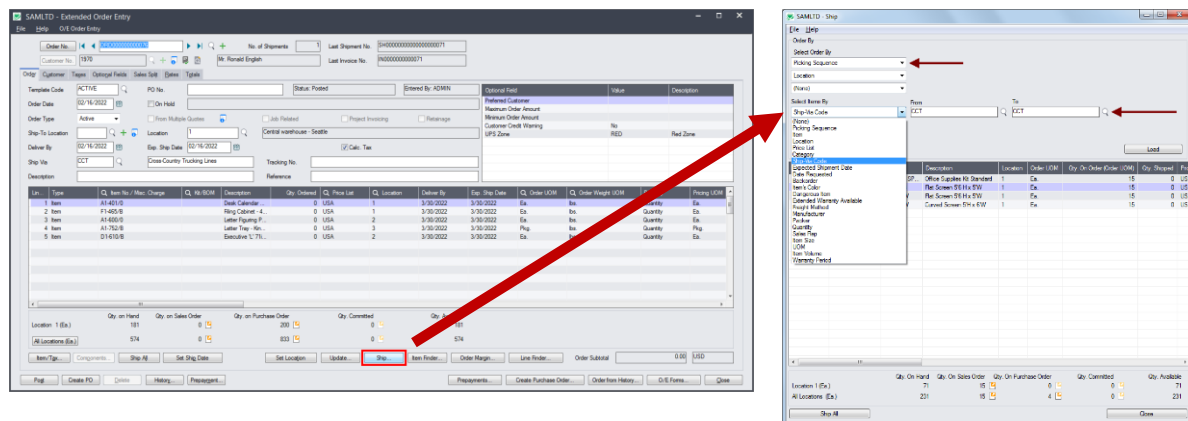 SAMLTD - Extended Order Entry
File Help O/E Order Entry
Order No. ORD000000000075 No. of Shipments 1 Last Shipment No. SH00000000000000000071
Customer No. 1970 Mr. Ronald English Last Invoice No. IN0000000000071
Order Customer Taxes Optional Fields Sales Split Rates Totals
Template Code ACTIVE PO No. Status: Posted Entered By: ADMIN
Order Date 02/16/2022 On Hold
Order Type Active From Multiple Quotes Job Related Project Invoicing Retainage
Ship-To Location Location 1 Central warehouse - Seattle
Deliver By 02/16/2022 Exp. Ship Date 02/16/2022 Calc. Tax
Ship Via CCT Cross-Country Trucking Lines Tracking No.
Description Reference
Optional Field Value Description
Preferred Customer
Maximum Order Amount
Minimum Order Amount
Customer Credit Warning No
UPS Zone RED Red Zone
Lin... Type Item No./Misc. Charge Kit/BOM Description Qty. Ordered Price List Location Deliver By Exp. Ship Date Order UOM Order Weight UOM Pricing UOM
1 Item A1-401/0 Desk Calendar ... 0 USA 1 3/30/2022 3/30/2022 Ea. lbs. Quantity Ea.
2 Item F1-465/B Filing Cabinet - 4... 0 USA 1 3/30/2022 3/30/2022 Ea. lbs. Quantity Ea.
3 Item A1-600/0 Letter Figuring P... 0 USA 2 3/30/2022 3/30/2022 Ea. lbs. Quantity Ea.
4 Item A1-752/B Letter Tray - Kin... 0 USA 3 3/30/2022 3/30/2022 Pkg. lbs. Quantity Pkg.
5 Item D1-610/B Executive 'L' 71\... 0 USA 2 3/30/2022 3/30/2022 Ea. lbs. Quantity Ea.
Qty. on Hand Qty. on Sales Order Qty. on Purchase Order Qty. Committed
Location 1 (Ea.) 181 0 200 0 181
All Locations (Ea.) 574 0 833 0 574
Item/Tax... Components... Ship All Set Ship Date Set Location Update... Ship... Item Finder... Order Margin... Line Finder... Order Subtotal 0.00 USD
Post Create PO Delete History... Prepayment... Prepayments... Create Purchase Order... Order from History... O/E Forms... Close
SAMLTD - Ship
File Help
Order By
Select Order By
Picking Sequence
Location
(None)
Select Items By From To
Ship-Via Code CCT CCT
(None)
Picking Sequence
Item
Location
Price List
Category
Ship-Via Code
Expected Shipment Date
Date Requested
Backorder
Item's Color
Dangerous Item
Extended Warranty Available
Freight Method
Manufacturer
Packer
Quantity
Sales Rep
Item Size
UOM
Item Volume
Warranty Period
Load
Description Location Order UOM Qty. On Order (Order UOM) Qty. Shipped
Office Supplies Kit Standard 1 Ea. 15 0 US
Flat Screen 5'6 H x 5'W 1 Ea. 15 0 US
Flat Screen 5'6 H x 5'W 1 Ea. 15 0 US
Curved Screen 5'H x 6'W 1 Ea. 15 0 US
Qty. On Hand Qty. On Sales Order Qty. On Purchase Order Qty. Committed Qty. Available
Location 1 (Ea.) 71 15 0 0 71
All Locations (Ea.) 231 15 4 0 231
Ship All Close